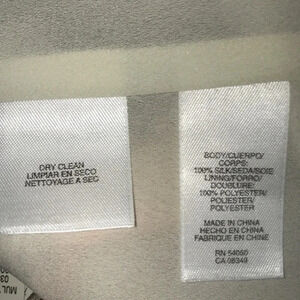 DRY CLEAN
LIMPIAR EN SECO
NETTOYAGE A SEC
BODY/CUERPO/
CORPS:
100% SILK/SEDA/SOIE
LINING/FORRO/
DOUBLURE:
100% POLYESTER/
POLIESTER/
POLYESTER
MADE IN CHINA
HECHO EN CHINA
FABRIQUE EN CHINE
RN 54050
CA 08349